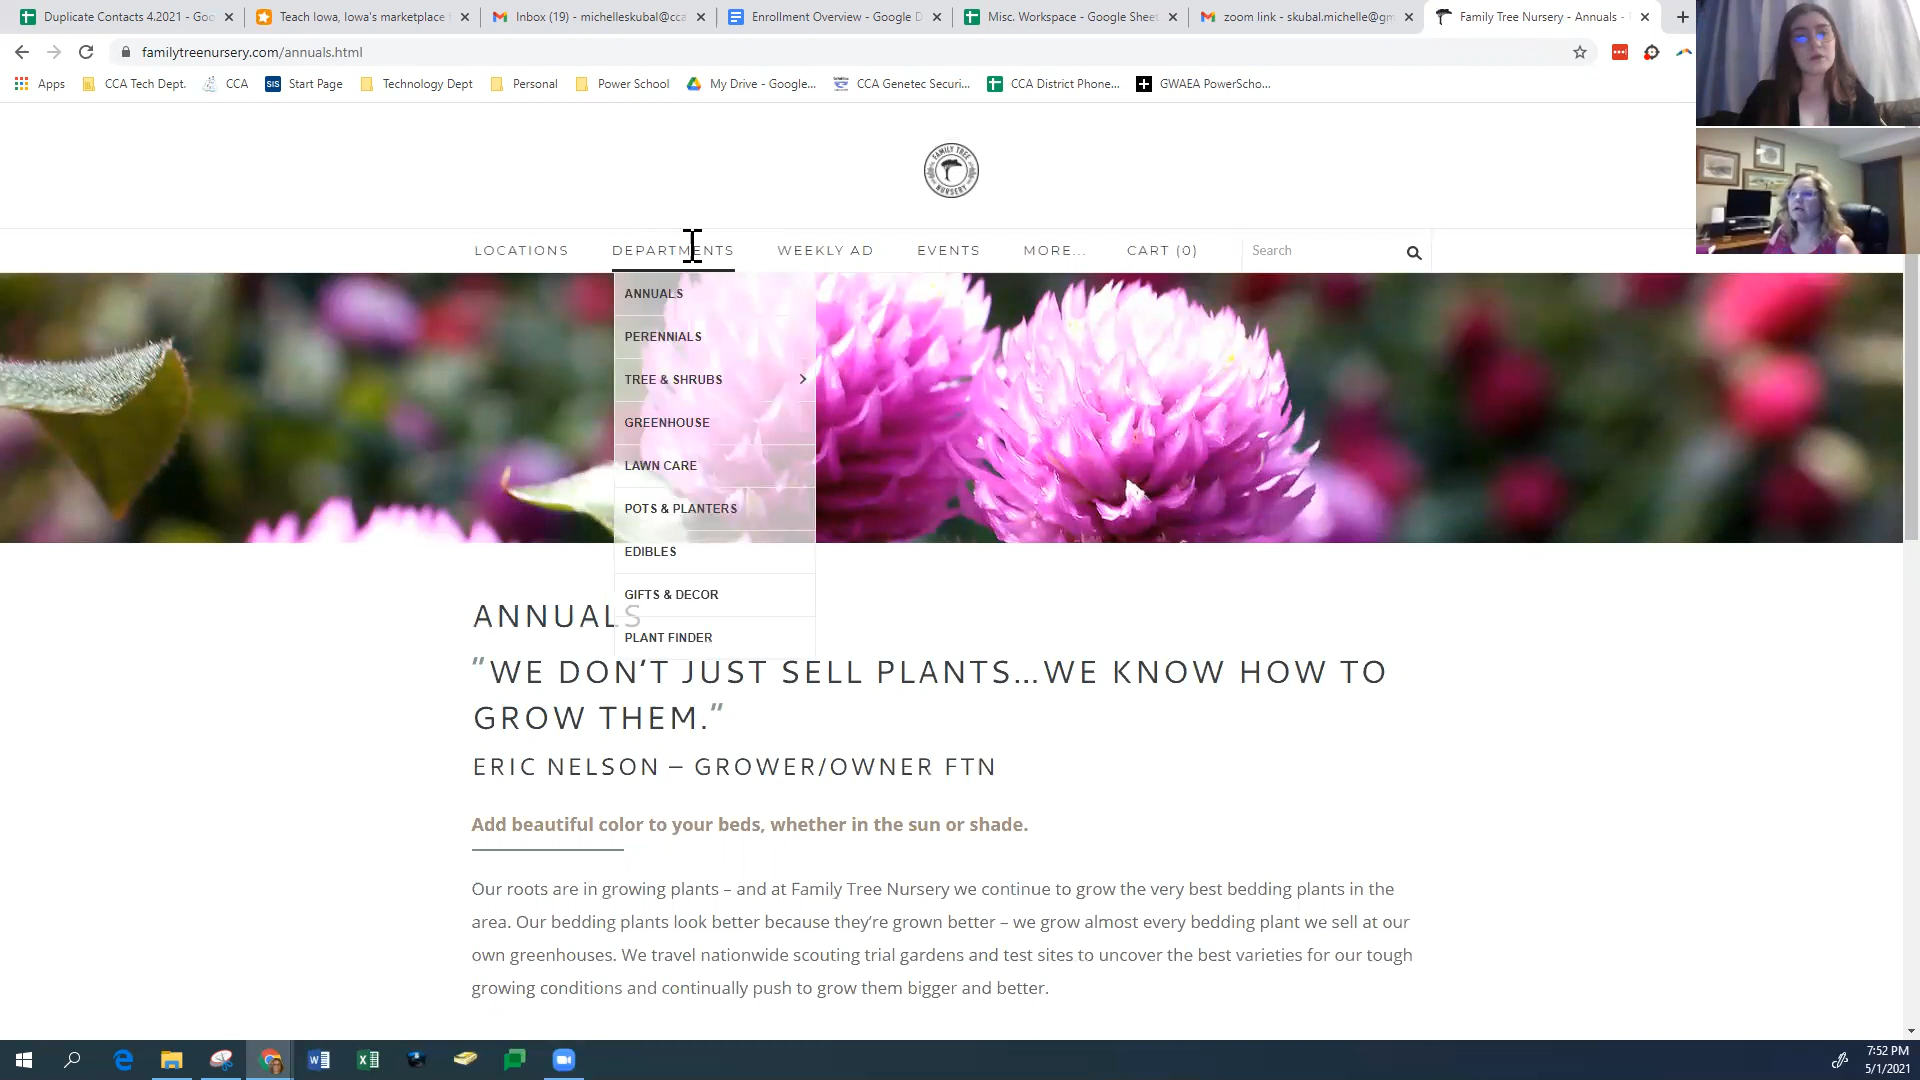 Duplicate Contacts 4.2021 - Goo
Teach Iowa, Iowa's marketplace f
Inbox (19) - michelleskubal@cca
Enrollment Overview - Google D
Misc. Workspace - Google Sheet
zoom link - skubal.michelle@gm
Family Tree Nursery - Annuals -
familytreenursery.com/annuals.html
Apps
CCA Tech Dept.
CCA
SIS
Start Page
Technology Dept
Personal
Power School
My Drive - Google...
CCA Genetec Securi...
CCA District Phone...
GWAEA PowerScho...
FAMILY TREE
NURSERY
LOCATIONS
DEPARTMENTS
WEEKLY AD
EVENTS
MORE...
CART (0)
Search
ANNUALS
PERENNIALS
TREE & SHRUBS
GREENHOUSE
LAWN CARE
POTS & PLANTERS
EDIBLES
GIFTS & DECOR
PLANT FINDER
ANNUALS
"WE DON'T JUST SELL PLANTS...WE KNOW HOW TO
GROW THEM."
ERIC NELSON – GROWER/OWNER FTN
Add beautiful color to your beds, whether in the sun or shade.
Our roots are in growing plants – and at Family Tree Nursery we continue to grow the very best bedding plants in the
area. Our bedding plants look better because they're grown better – we grow almost every bedding plant we sell at our
own greenhouses. We travel nationwide scouting trial gardens and test sites to uncover the best varieties for our tough
growing conditions and continually push to grow them bigger and better.
7:52 PM
5/1/2021